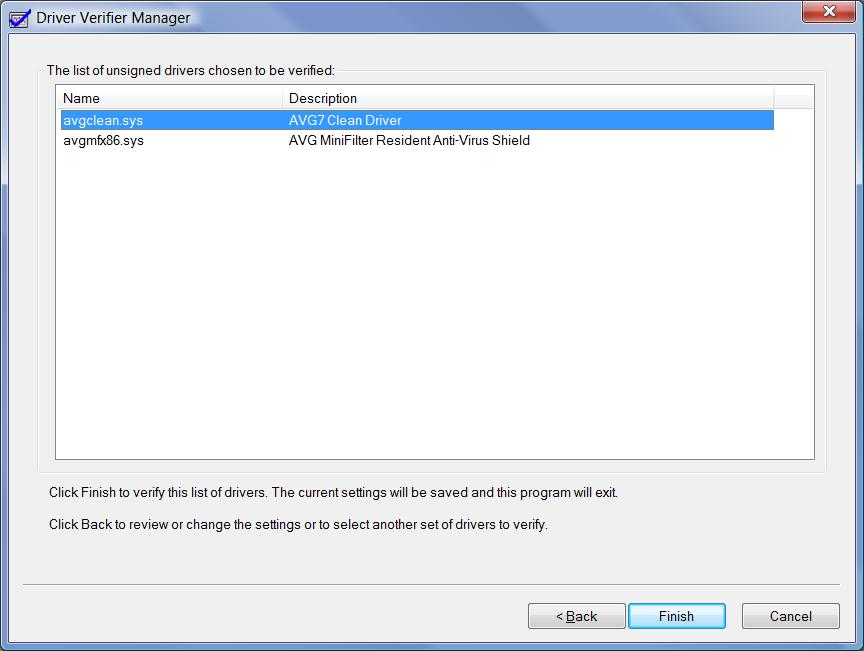 Driver Verifier Manager
The list of unsigned drivers chosen to be verified:
Name Description
avgclean.sys AVG7 Clean Driver
avgmfx86.sys AVG MiniFilter Resident Anti-Virus Shield
Click Finish to verify this list of drivers. The current settings will be saved and this program will exit.
Click Back to review or change the settings or to select another set of drivers to verify.
< Back Finish Cancel